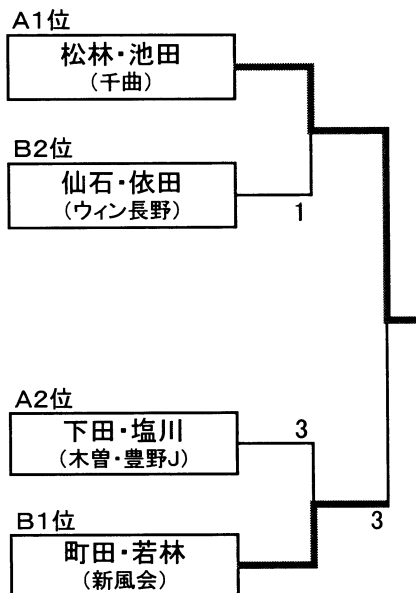 A1位
松林・池田
(千曲)
B2位
仙石・依田
(ウィン長野)
1
A2位
下田・塩川
(木曽・豊野J)
3
3
B1位
町田・若林
(新風会)